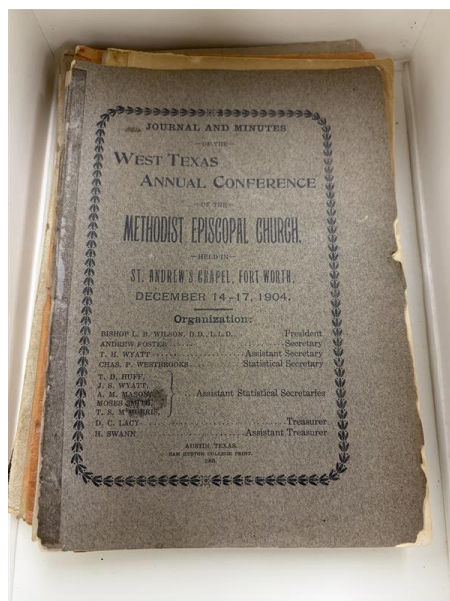 JOURNAL AND MINUTES
—OF THE—
WEST TEXAS
ANNUAL CONFERENCE
—OF THE—
METHODIST EPISCOPAL CHURCH.
—HELD IN—
ST. ANDREW'S CHAPEL, FORT WORTH,
DECEMBER 14-17, 1904.
Organization:
BISHOP L. B. WILSON, D.D., L.L.D. President
ANDREW FOSTER Secretary
T. H. WYATT Assistant Secretary
CHAS. P. WESTBROOKS Statistical Secretary
T. D. HUFF,
J. S. WYATT,
A. M. MASON, Assistant Statistical Secretaries
MOSES SMITH,
T. S. M
D. C. LACY Treasurer
H. SWANN Assistant Treasurer
AUSTIN, TEXAS.
SAM HUSTON COLLEGE PRINT.